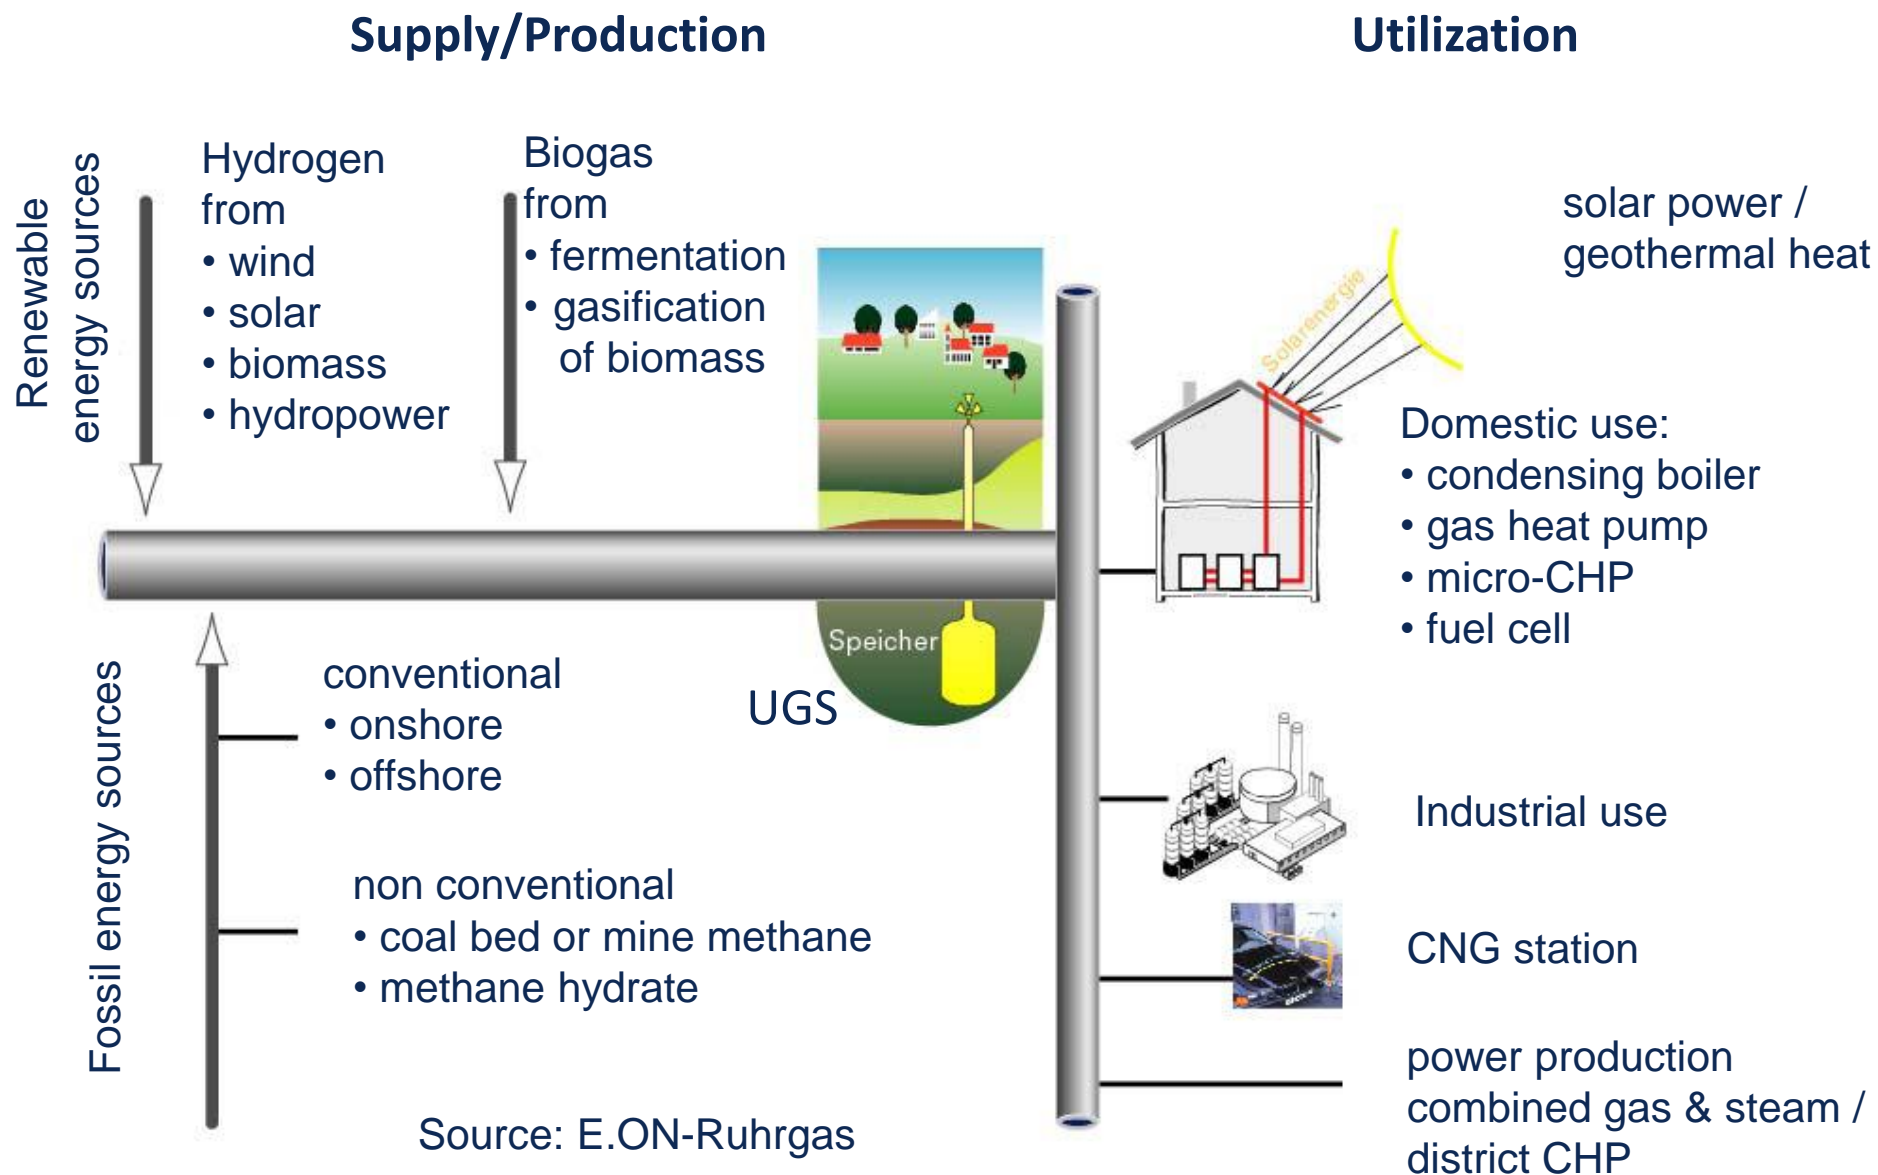 Supply/Production
Utilization
Renewable
energy sources
Hydrogen
from
• wind
• solar
• biomass
• hydropower
Biogas
from
• fermentation
• gasification
of biomass
solar power /
geothermal heat
Solarenergie
Domestic use:
• condensing boiler
• gas heat pump
• micro-CHP
• fuel cell
Speicher
UGS
Fossil energy sources
conventional
• onshore
• offshore
non conventional
• coal bed or mine methane
• methane hydrate
Industrial use
CNG station
power production
combined gas & steam /
district CHP
Source: E.ON-Ruhrgas